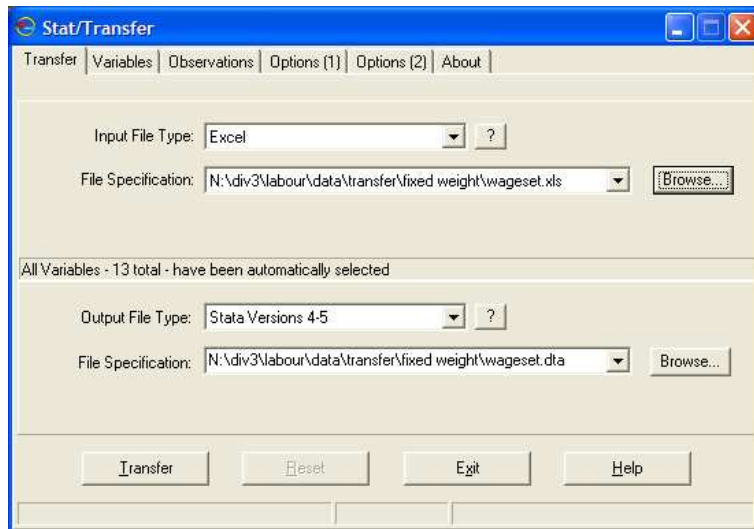 Stat/Transfer
Transfer Variables Observations Options (1) Options (2) About
Input File Type: Excel ?
File Specification: N:\div3\labour\data\transfer\fixed weight\wageset.xls Browse...
All Variables - 13 total - have been automatically selected
Output File Type: Stata Versions 4-5 ?
File Specification: N:\div3\labour\data\transfer\fixed weight\wageset.dta Browse...
Transfer Reset Exit Help